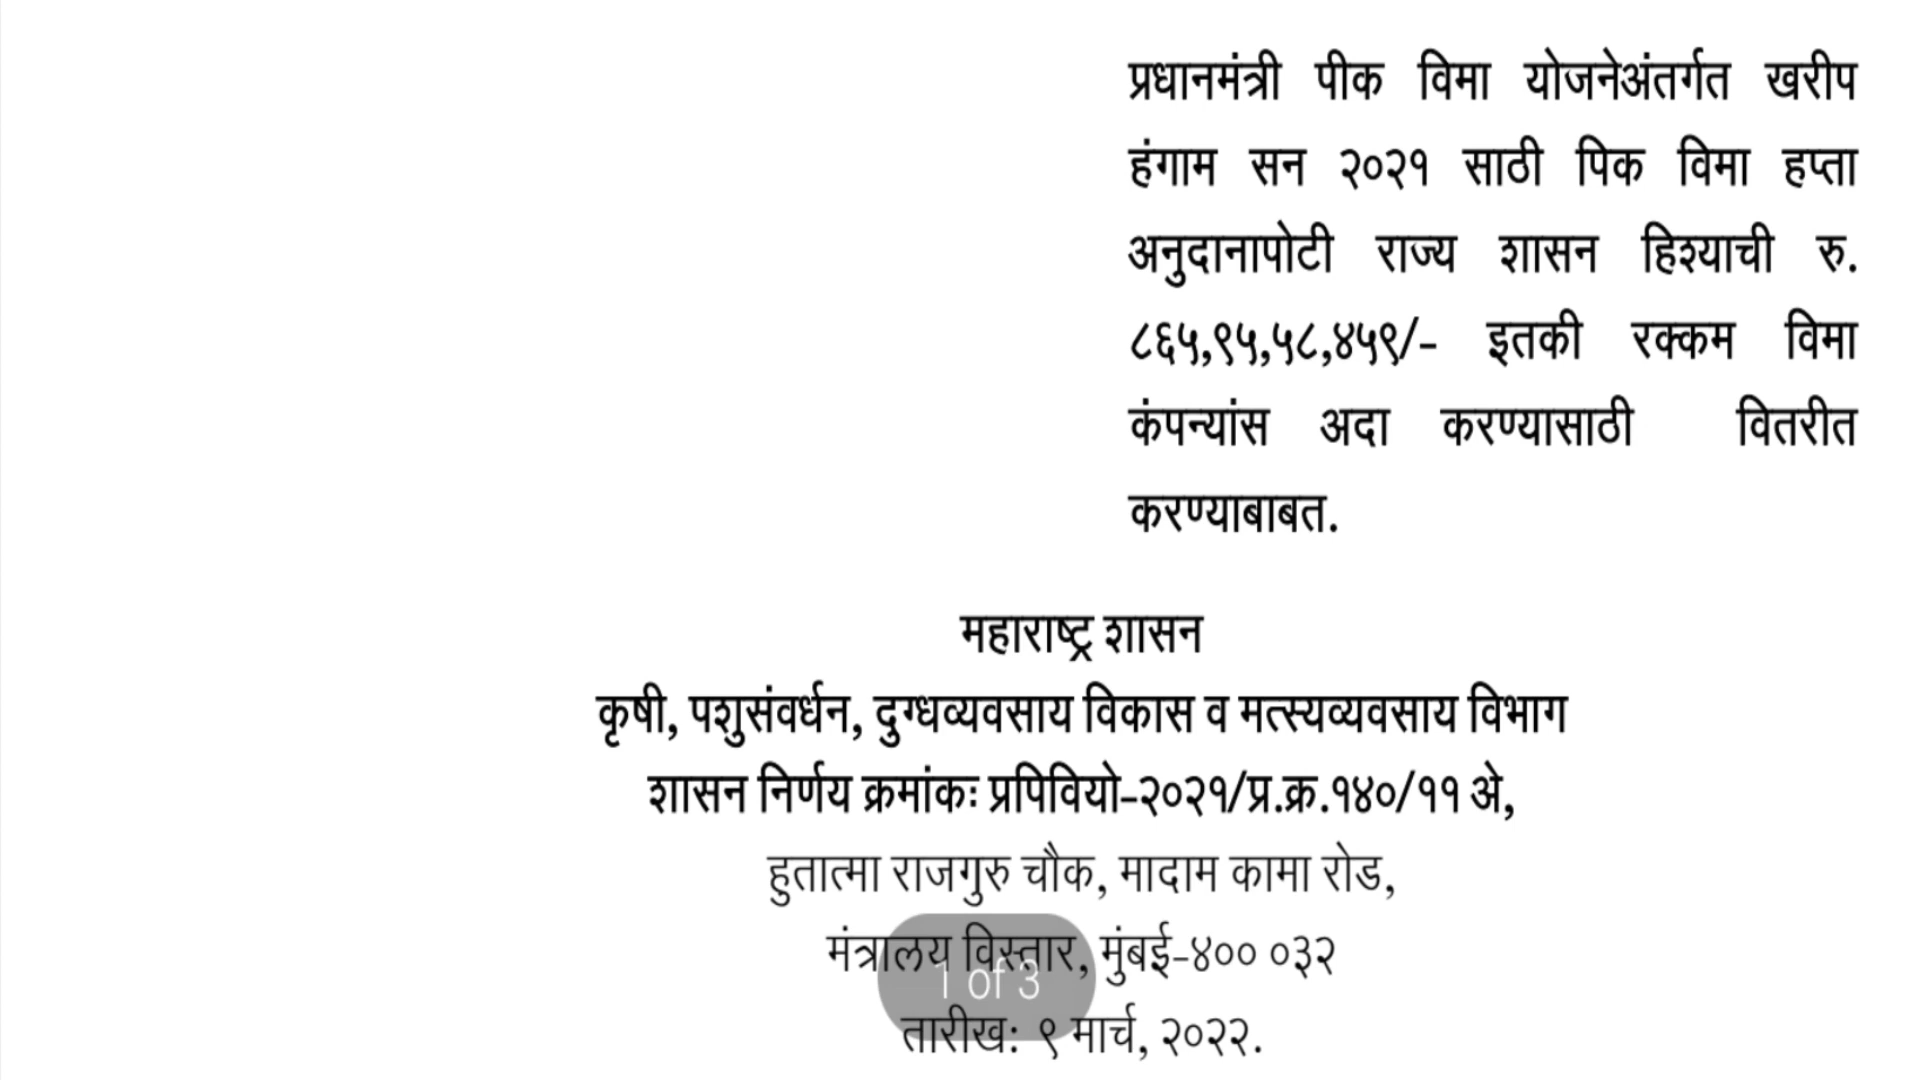 प्रधानमंत्री पीक विमा योजनेअंतर्गत खरीप
हंगाम सन २०२१ साठी पिक विमा हप्ता
अनुदानापोटी राज्य शासन हिश्याची रु.
८६५,९५,५८,४५९/- इतकी रक्कम विमा
कंपन्यांस अदा करण्यासाठी वितरीत
करण्याबाबत.
महाराष्ट्र शासन
कृषी, पशुसंवर्धन, दुग्धव्यवसाय विकास व मत्स्यव्यवसाय विभाग
शासन निर्णय क्रमांकः प्रपिवियो-२०२१/प्र.क्र.१४०/११ अे,
हुतात्मा राजगुरु चौक, मादाम कामा रोड,
मंत्रालय विस्तार, मुंबई-४०० ०३२
1 of 3
तारीख: ९ मार्च, २०२२.